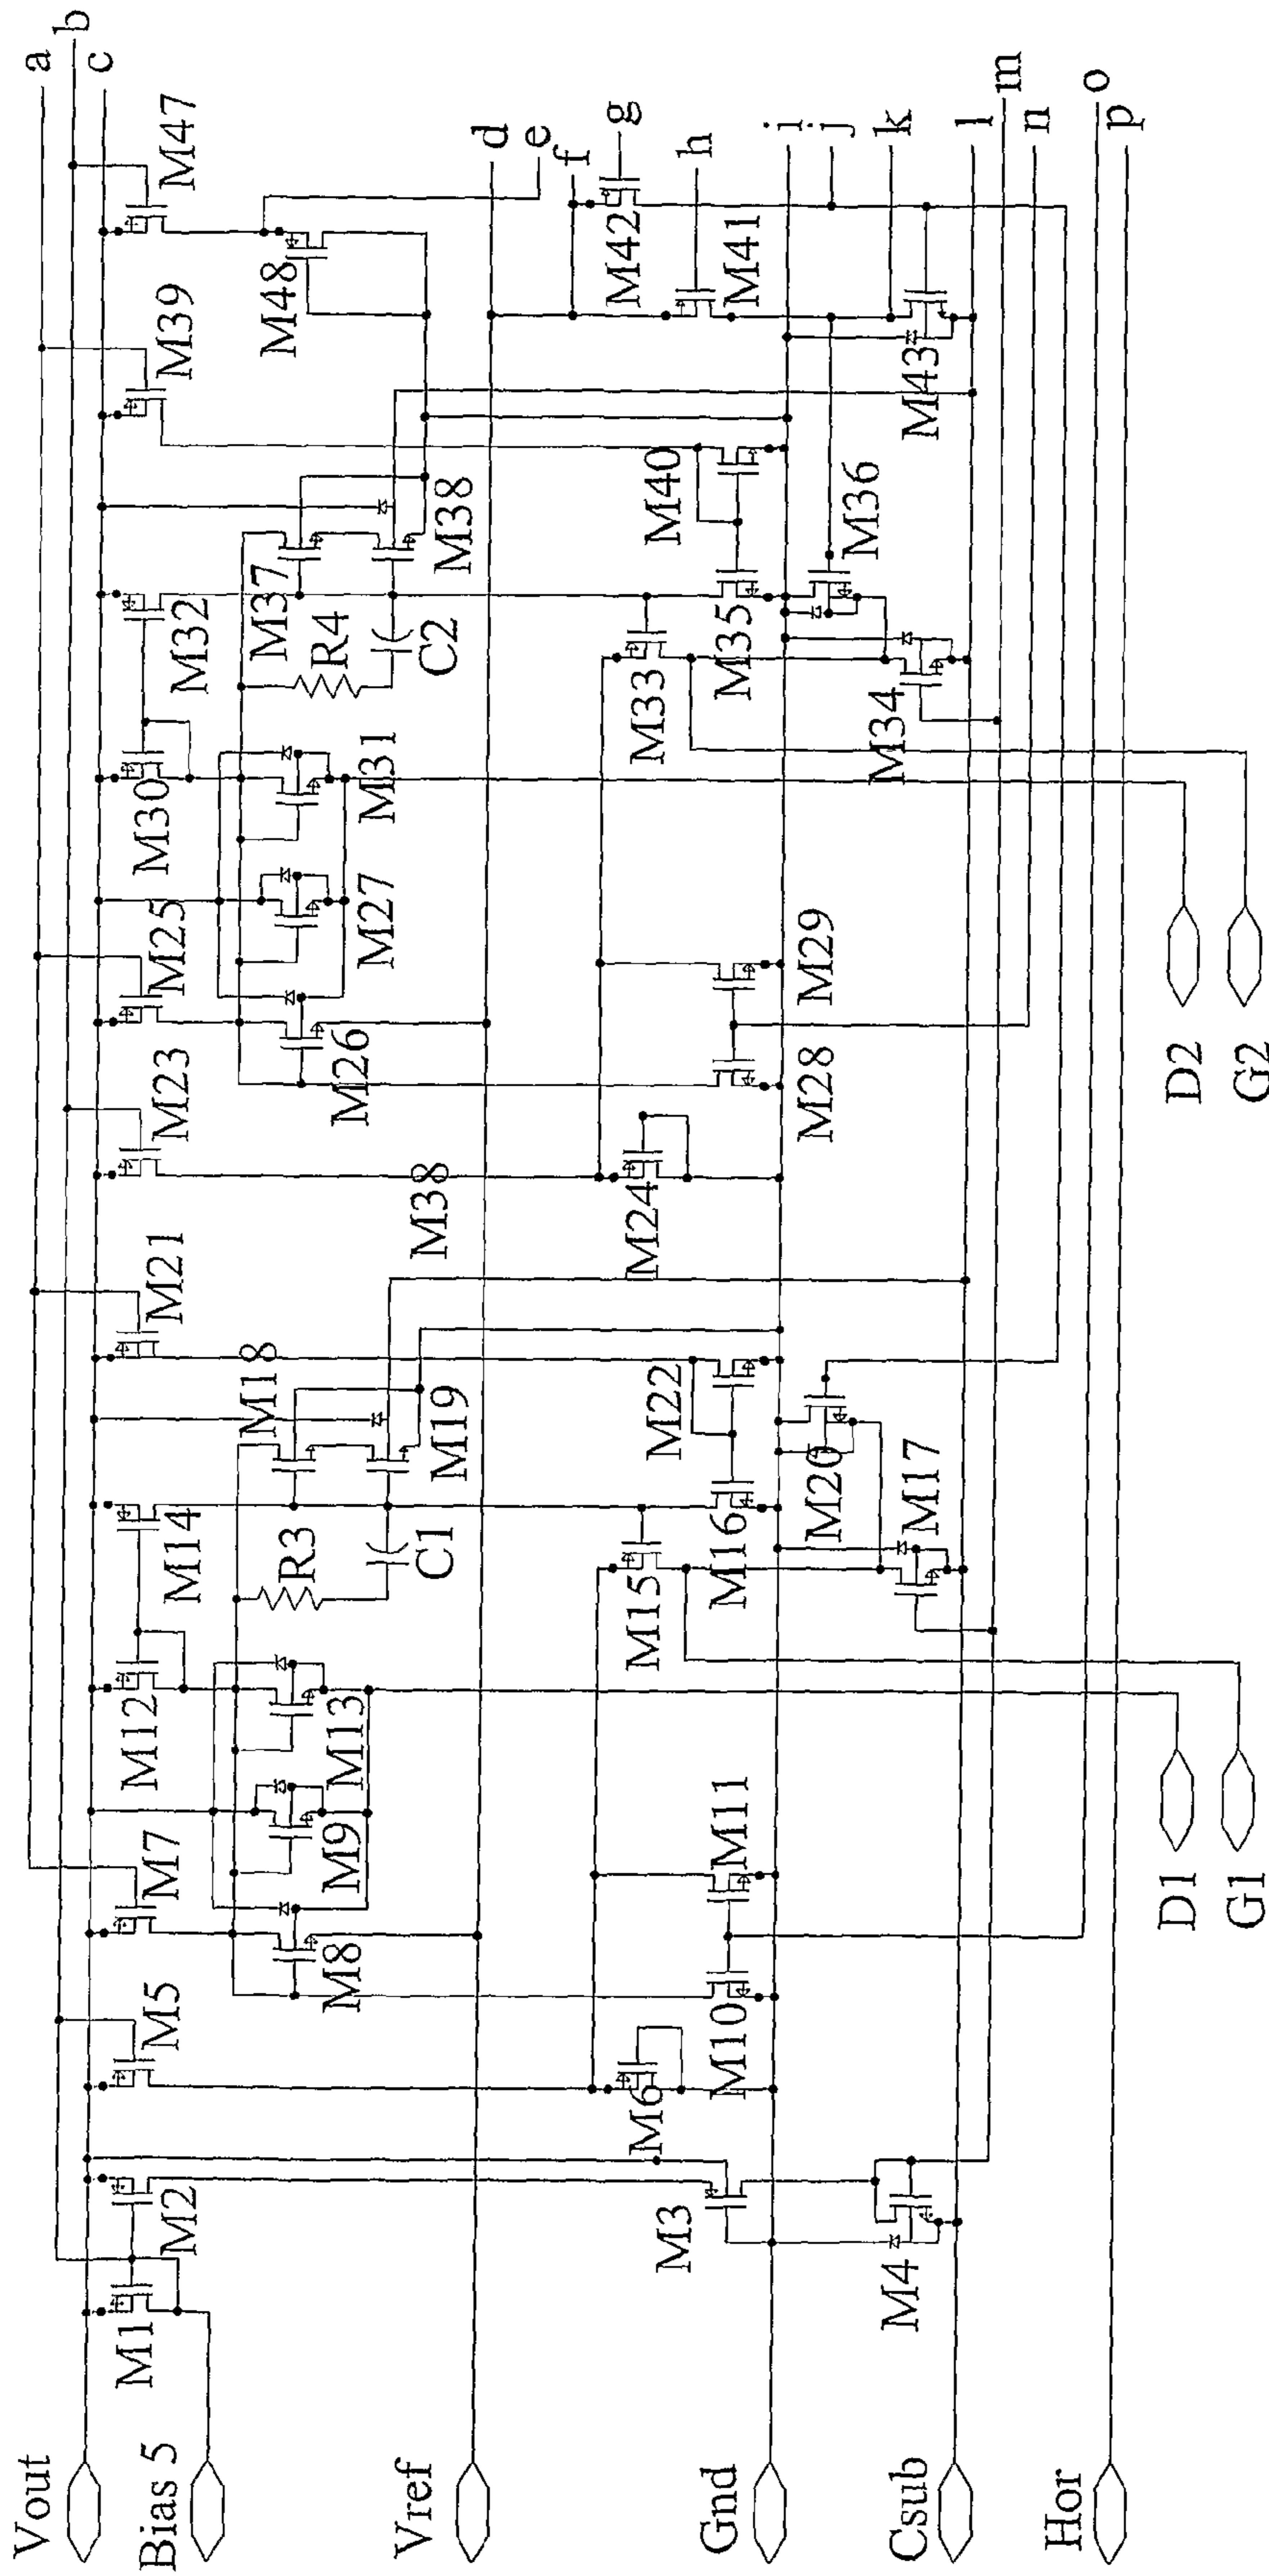 Vout
Bias 5
Vref
Gnd
Csub
Hor
M1
M2
M3
M4
M5
M6
M7
M8
M9
M10
M11
M12
M13
M14
R3
C1
M15
M16
M17
M18
M19
M20
M21
M22
M38
M23
M24
M25
M26
M27
M28
M29
M30
M31
M32
R4
C2
M33
M34
M35
M36
M37
M38
M39
M40
M41
M42
M43
M47
M48
D1
G1
D2
G2
a
b
c
d
e
f
g
h
i
j
k
l
m
n
o
p